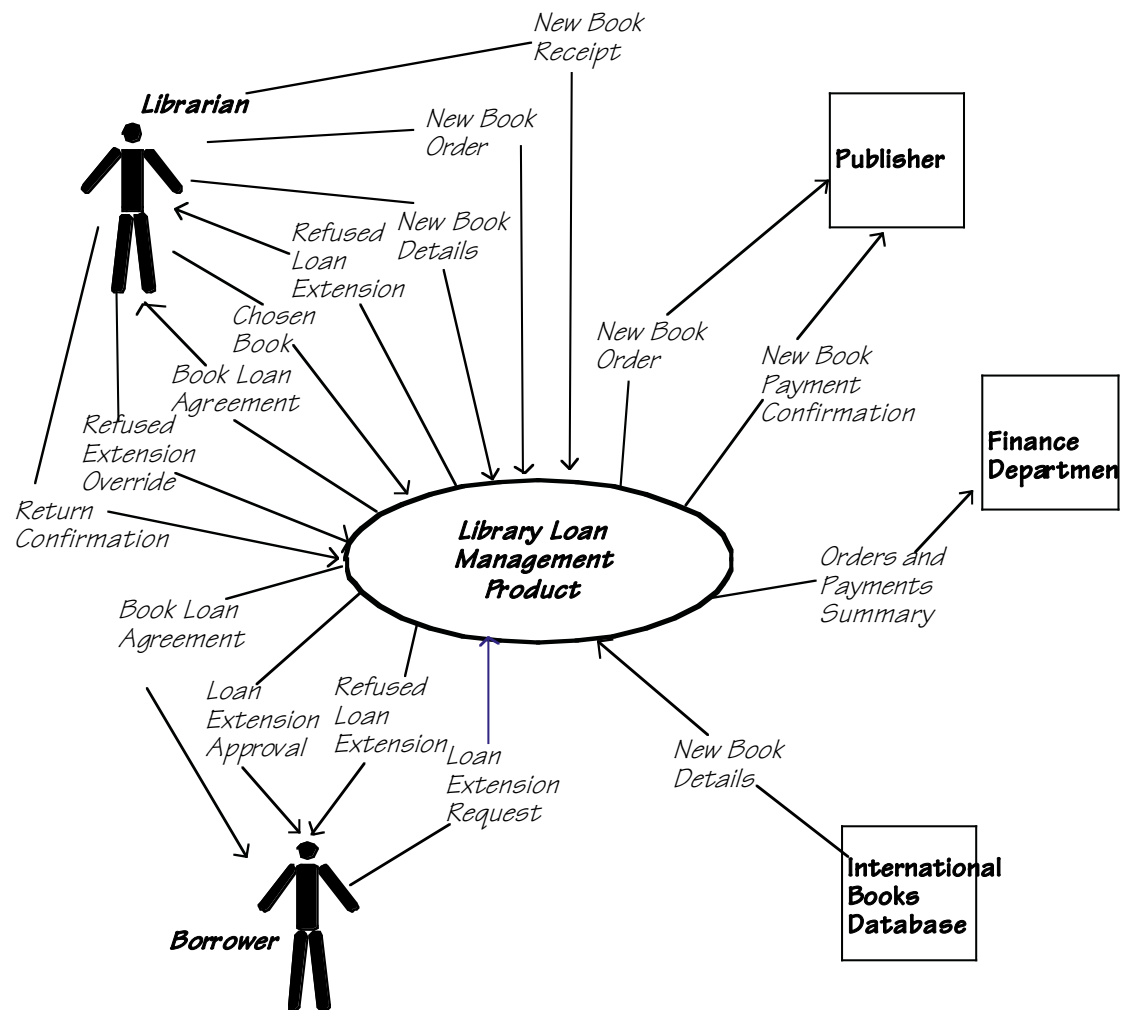 New Book
Receipt
Librarian
New Book
Order
Publisher
New Book
Details
Refused
Loan
Extension
Chosen
Book
New Book
Order
New Book
Payment
Confirmation
Book Loan
Agreement
Refused
Extension
Override
Finance
Departmen
Return
Confirmation
Library Loan
Management
Product
Orders and
Payments
Summary
Book Loan
Agreement
Loan
Extension
Approval
Refused
Loan
Extension
Loan
Extension
Request
New Book
Details
International
Books
Database
Borrower